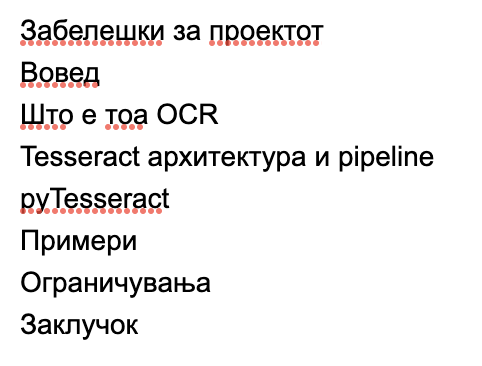 Забелешки за проектот
Вовед
Што е тоа OCR
Tesseract архитектура и pipeline
pyTesseract
Примери
Ограничувања
Заклучок